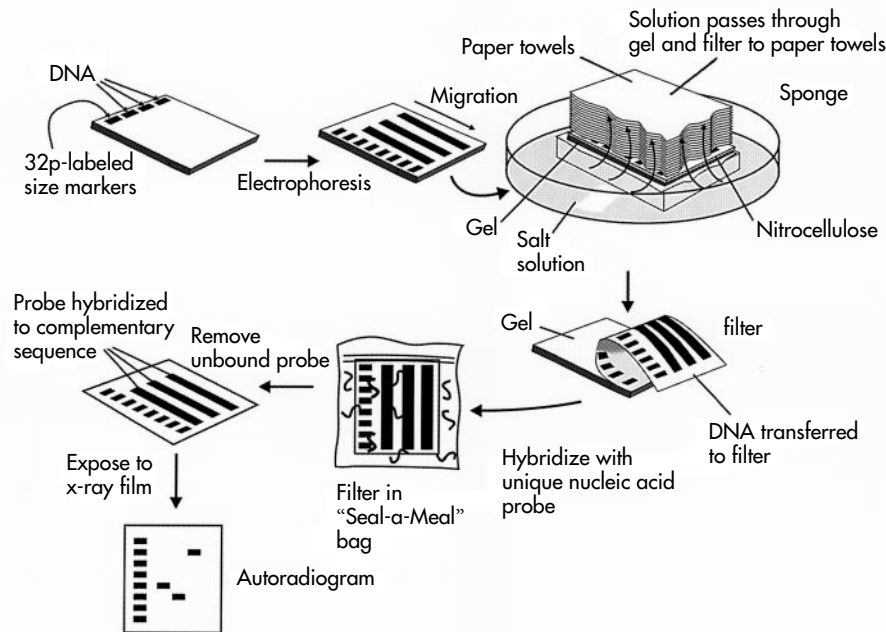 DNA
32p-labeled
size markers
Electrophoresis
Migration
Paper towels
Solution passes through
gel and filter to paper towels
Sponge
Gel
Salt
solution
Nitrocellulose
Gel
filter
DNA transferred
to filter
Hybridize with
unique nucleic acid
probe
Filter in
“Seal-a-Meal”
bag
Remove
unbound probe
Probe hybridized
to complementary
sequence
Expose to
x-ray film
Autoradiogram